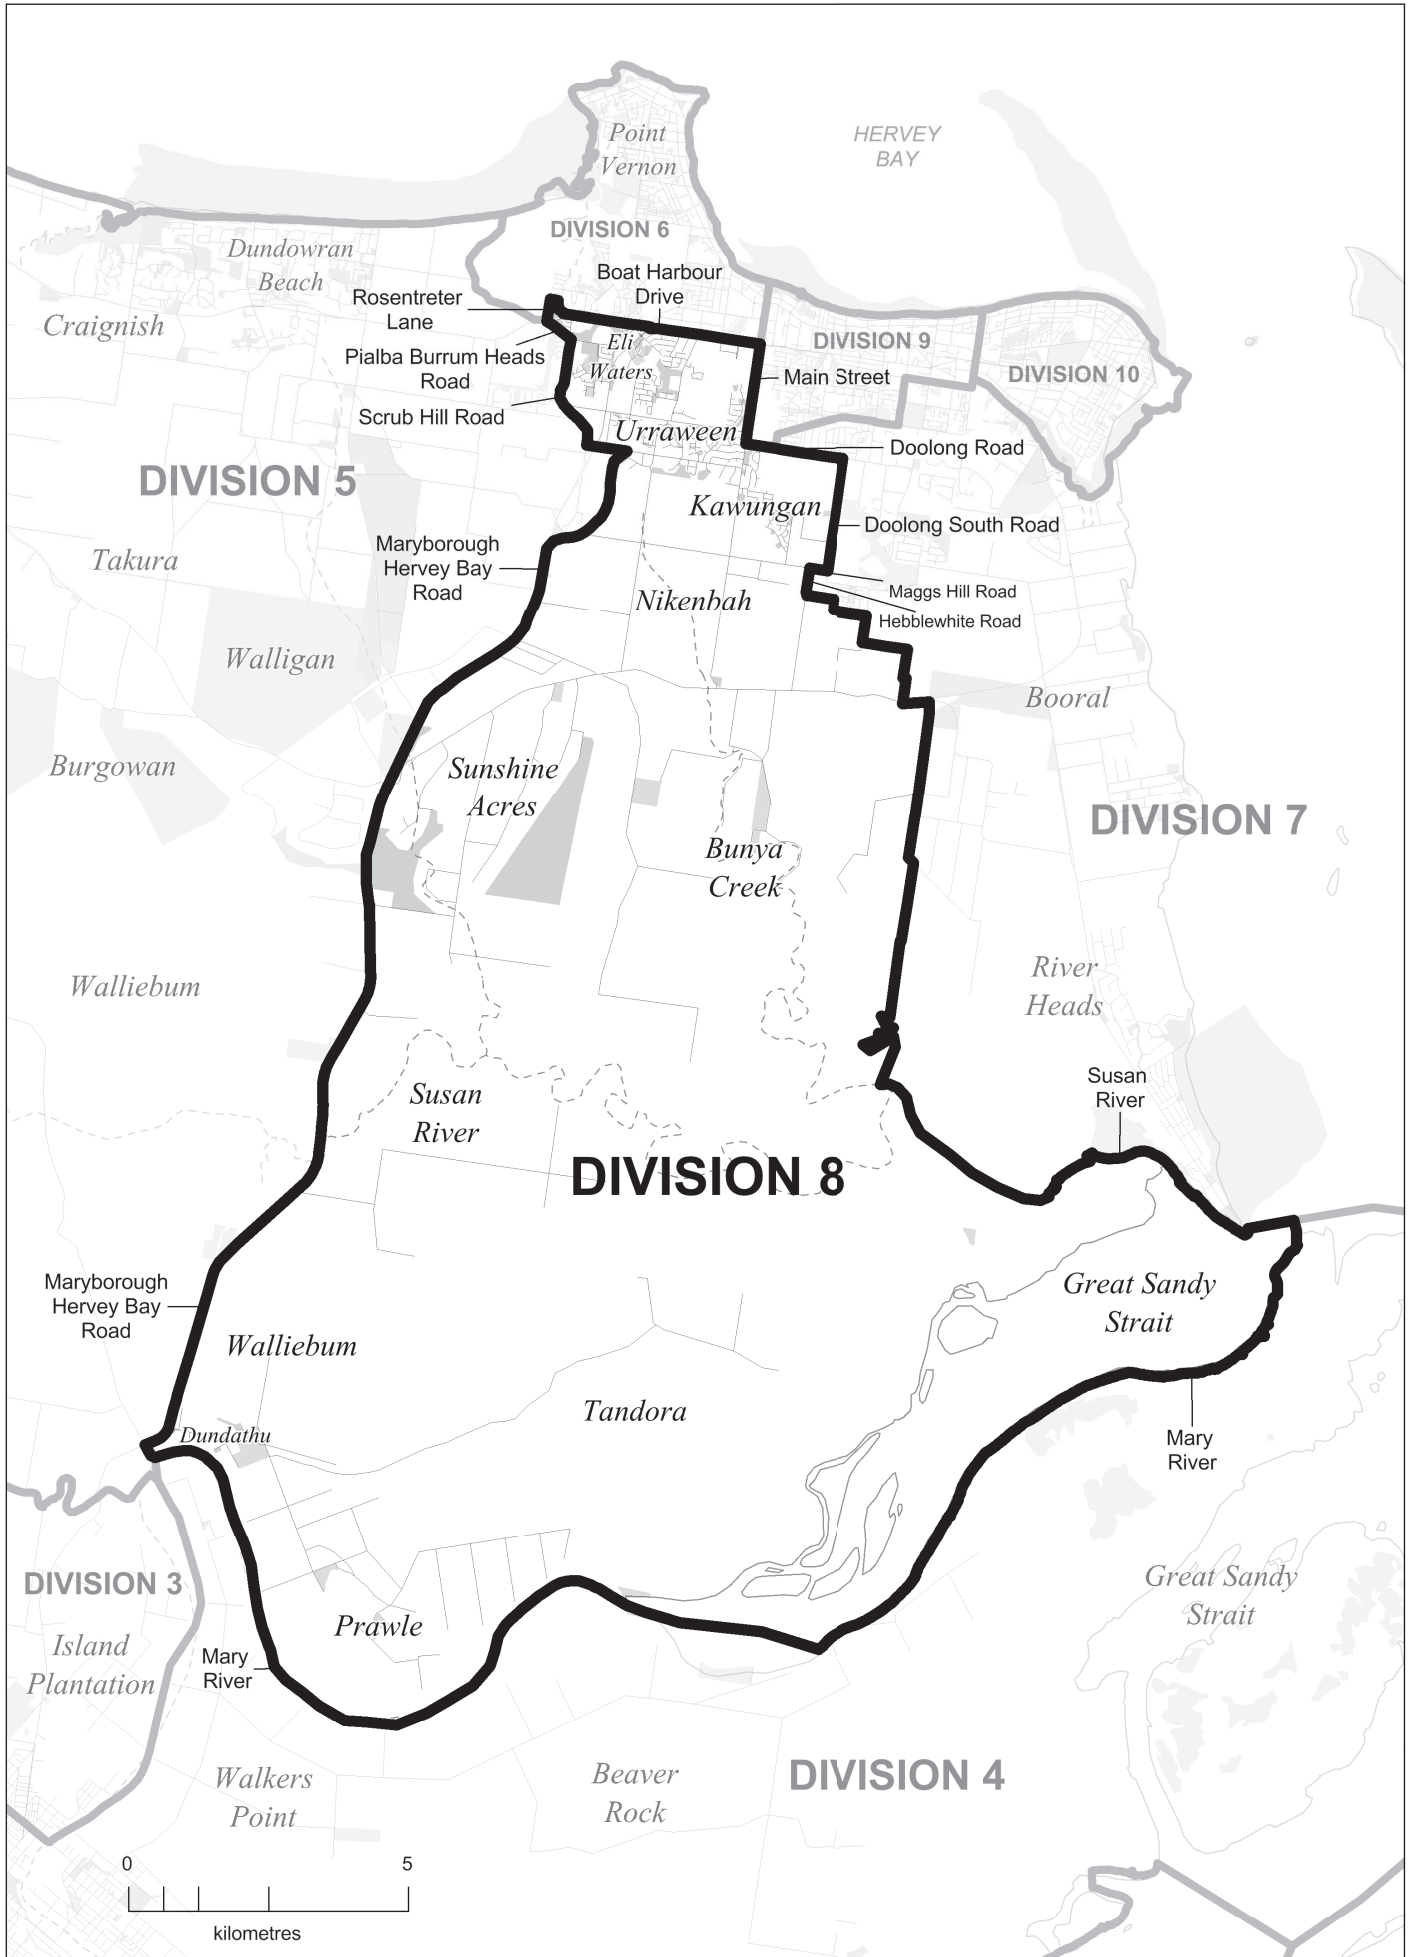 Point
Vernon
HERVEY
BAY
DIVISION 6
Dundowran
Beach
Boat Harbour
Drive
Rosentreter
Lane
Craignish
Eli
Waters
DIVISION 9
Pialba Burrum Heads
Road
Main Street
DIVISION 10
Scrub Hill Road
Urraween
Doolong Road
DIVISION 5
Kawungan
Doolong South Road
Takura
Maryborough
Hervey Bay
Road
Nikenbah
Maggs Hill Road
Hebblewhite Road
Walligan
Booral
Burgowan
Sunshine
Acres
DIVISION 7
Bunya
Creek
Walliebum
River
Heads
Susan
River
Susan
River
DIVISION 8
Maryborough
Hervey Bay
Road
Great Sandy
Strait
Walliebum
Tandora
Dundathu
Mary
River
DIVISION 3
Great Sandy
Strait
Island
Plantation
Prawle
Mary
River
Walkers
Point
Beaver
Rock
DIVISION 4
0 5
kilometres